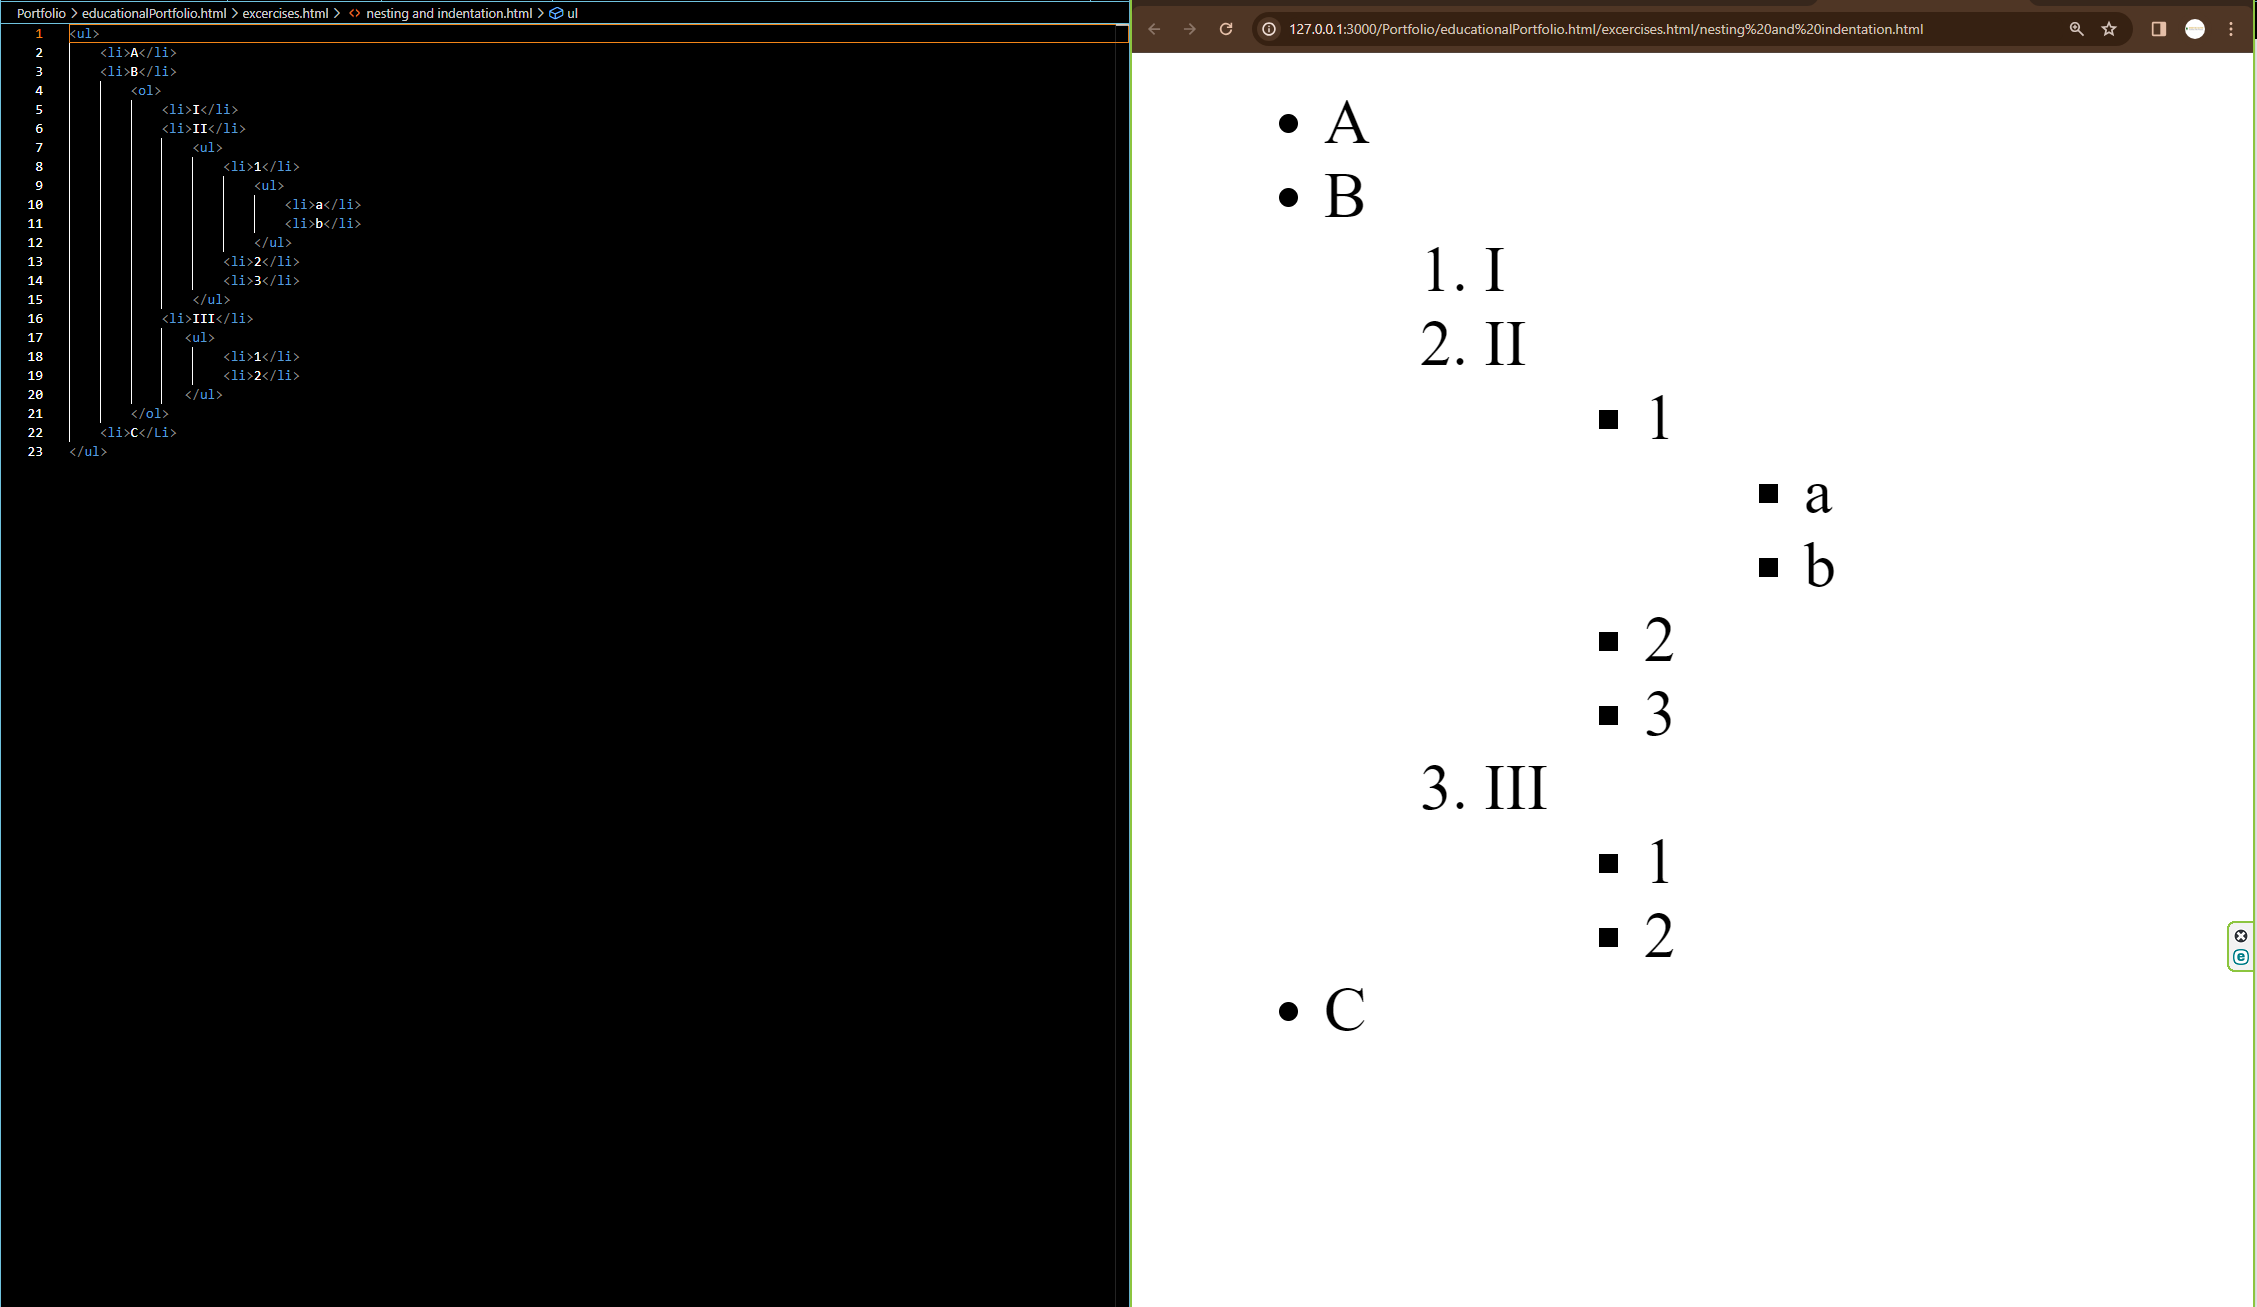 Portfolio > educationalPortfolio.html > excercises.html > <> nesting and indentation.html > ul
1 <ul>
2 <li>A</li>
3 <li>B</li>
4 <ol>
5 <li>I</li>
6 <li>II</li>
7 <ul>
8 <li>1</li>
9 <ul>
10 <li>a</li>
11 <li>b</li>
12 </ul>
13 <li>2</li>
14 <li>3</li>
15 </ul>
16 <li>III</li>
17 <ul>
18 <li>1</li>
19 <li>2</li>
20 </ul>
21 </ol>
22 <li>C</Li>
23 </ul>
127.0.0.1:3000/Portfolio/educationalPortfolio.html/excercises.html/nesting%20and%20indentation.html
• A
• B
1. I
2. II
▪ 1
▪ a
▪ b
▪ 2
▪ 3
3. III
▪ 1
▪ 2
• C
e